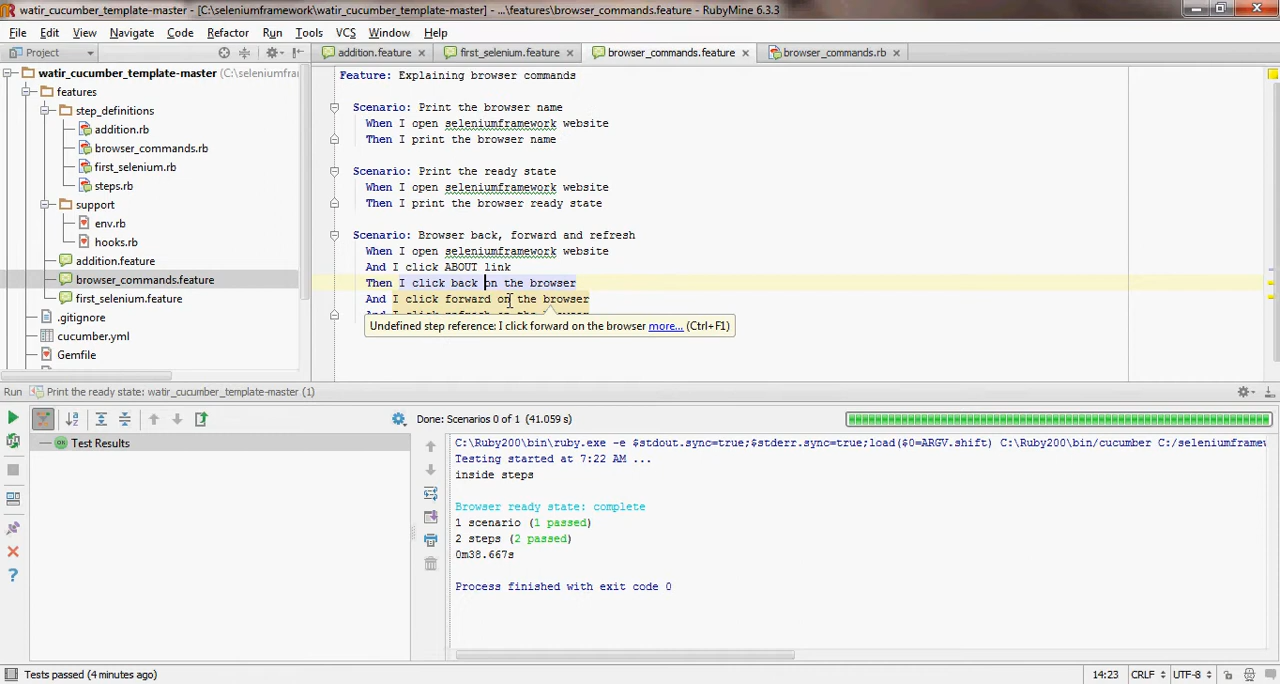 watir_cucumber_template-master - [C:\seleniumframework\watir_cucumber_template-master] - ...\features\browser_commands.feature - RubyMine 6.3.3
File Edit View Navigate Code Refactor Run Tools VCS Window Help
Project addition.feature first_selenium.feature browser_commands.feature browser_commands.rb
watir_cucumber_template-master (C:\seleniumfra
features
step_definitions
addition.rb
browser_commands.rb
first_selenium.rb
steps.rb
support
env.rb
hooks.rb
addition.feature
browser_commands.feature
first_selenium.feature
.gitignore
cucumber.yml
Gemfile
Feature: Explaining browser commands
Scenario: Print the browser name
When I open seleniumframework website
Then I print the browser name
Scenario: Print the ready state
When I open seleniumframework website
Then I print the browser ready state
Scenario: Browser back, forward and refresh
When I open seleniumframework website
And I click ABOUT link
Then I click back on the browser
And I click forward on the browser
And I click refresh on the browser
Undefined step reference: I click forward on the browser more... (Ctrl+F1)
Run Print the ready state: watir_cucumber_template-master (1)
Done: Scenarios 0 of 1 (41.059 s)
Test Results
C:\Ruby200\bin\ruby.exe -e $stdout.sync=true;$stderr.sync=true;load($0=ARGV.shift) C:\Ruby200\bin/cucumber C:/seleniumframew
Testing started at 7:22 AM ...
inside steps
Browser ready state: complete
1 scenario (1 passed)
2 steps (2 passed)
0m38.667s
Process finished with exit code 0
Tests passed (4 minutes ago) 14:23 CRLF UTF-8